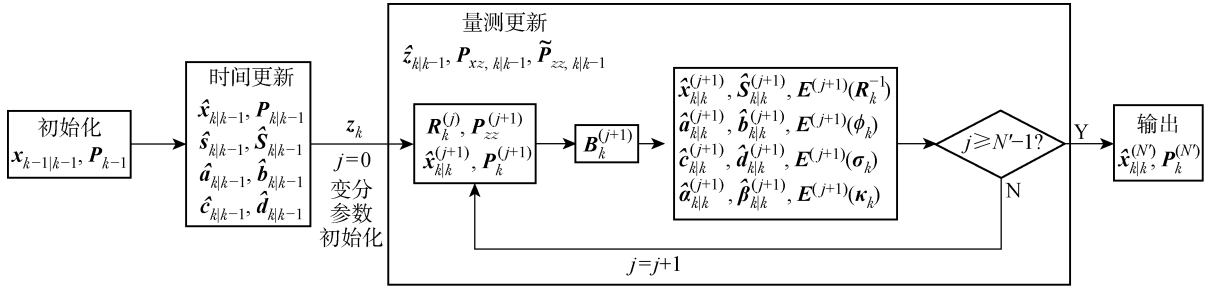 初始化
x_{k-1|k-1}, P_{k-1}
时间更新
x̂_{k|k-1}, P_{k|k-1}
ŝ_{k|k-1}, Ŝ_{k|k-1}
â_{k|k-1}, b̂_{k|k-1}
ĉ_{k|k-1}, d̂_{k|k-1}
z_k
j=0
变分
参数
初始化
量测更新
ẑ_{k|k-1}, P_{xz, k|k-1}, P̃_{zz, k|k-1}
R_k^{(j)}, P_{zz}^{(j+1)}
x̂_{k|k}^{(j+1)}, P_k^{(j+1)}
B_k^{(j+1)}
x̂_{k|k}^{(j+1)}, Ŝ_{k|k}^{(j+1)}, E^{(j+1)}(R_k^{-1})
â_{k|k}^{(j+1)}, b̂_{k|k}^{(j+1)}, E^{(j+1)}(ϕ_k)
ĉ_{k|k}^{(j+1)}, d̂_{k|k}^{(j+1)}, E^{(j+1)}(σ_k)
α̂_{k|k}^{(j+1)}, β̂_{k|k}^{(j+1)}, E^{(j+1)}(κ_k)
j⩾N′−1?
Y
N
j=j+1
输出
x̂_{k|k}^{(N′)}, P_k^{(N′)}